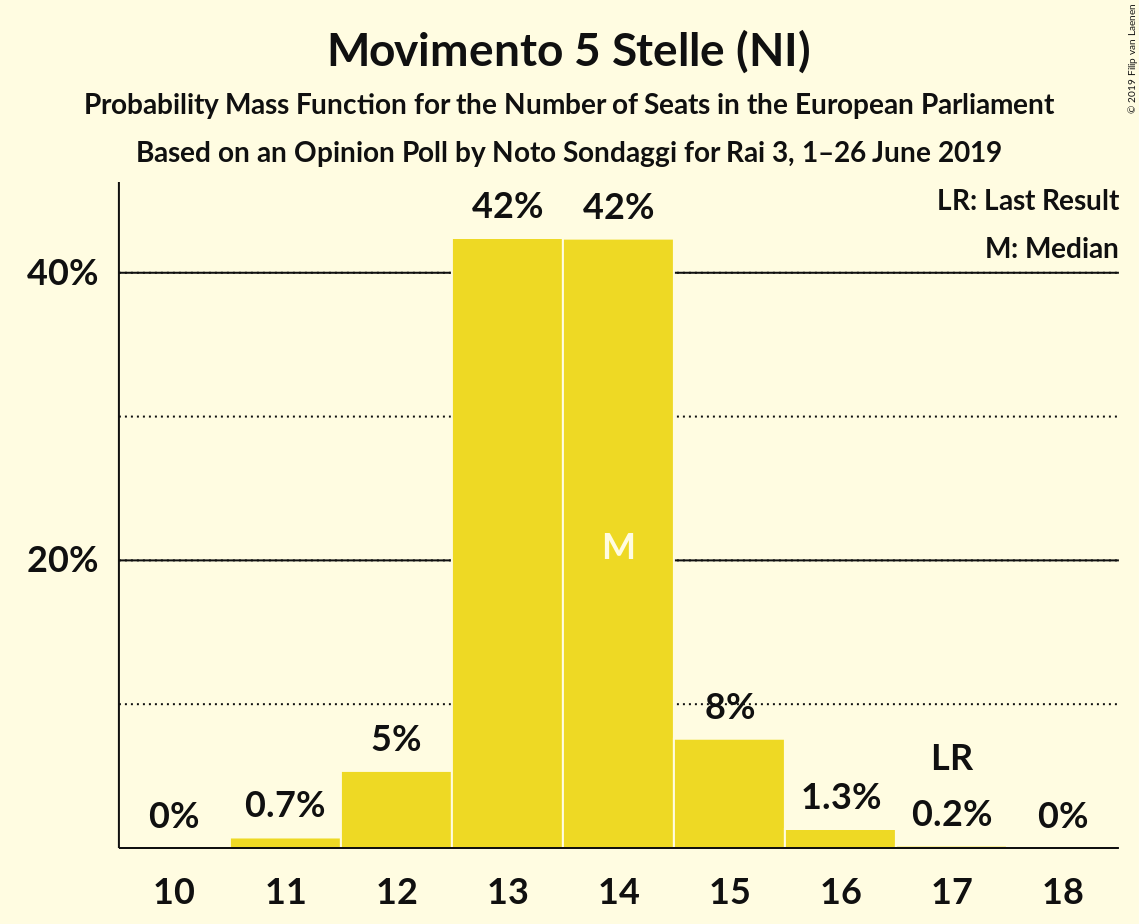 Movimento 5 Stelle (NI)
Probability Mass Function for the Number of Seats in the European Parliament
Based on an Opinion Poll by Noto Sondaggi for Rai 3, 1–26 June 2019
© 2019 Filip van Laenen
LR: Last Result
M: Median
42%
42%
40%
M
20%
8%
5%
LR
0%
0.7%
1.3%
0.2%
0%
10
11
12
13
14
15
16
17
18